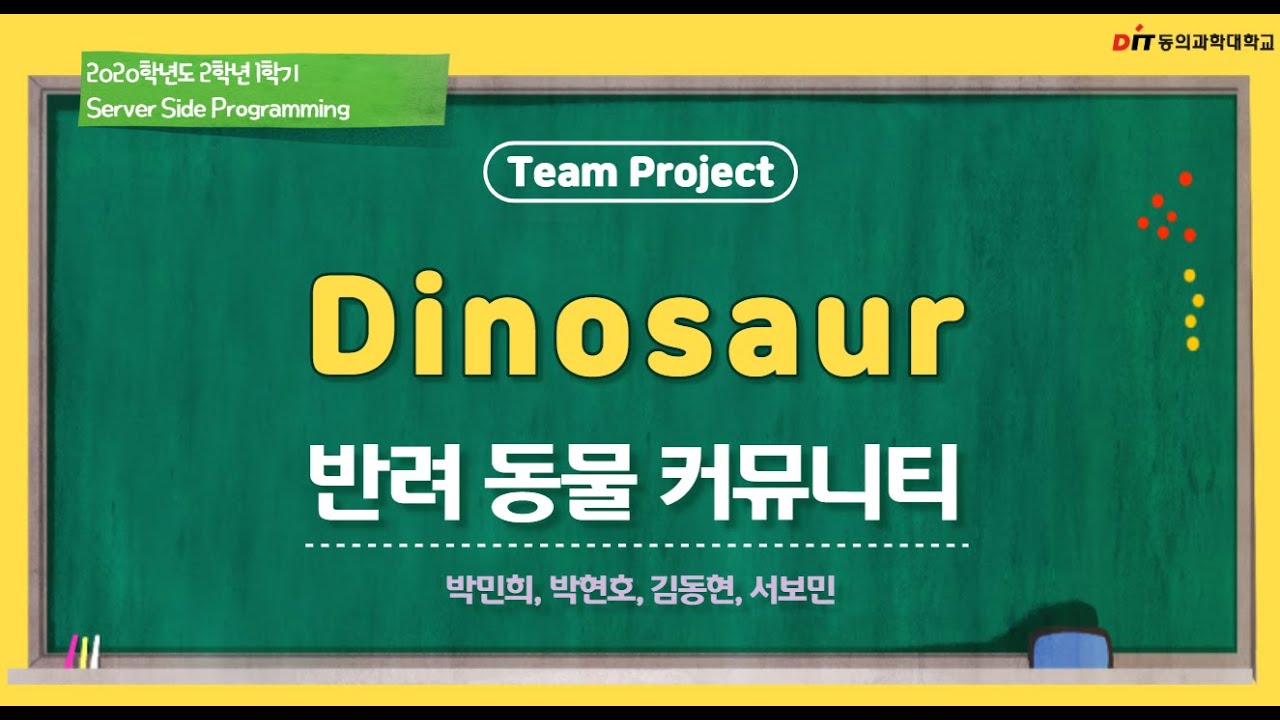 DIT 동의과학대학교
2020학년도 2학년 1학기
Server Side Programming
Team Project
Dinosaur
반려 동물 커뮤니티
박민희, 박현호, 김동현, 서보민